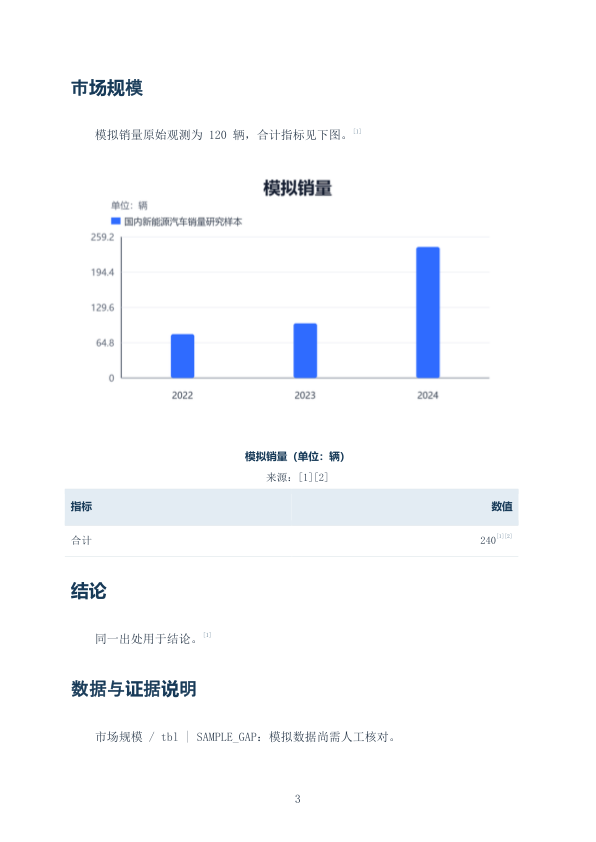 市场规模
模拟销量原始观测为 120 辆，合计指标见下图。[1]
模拟销量
单位：辆
国内新能源汽车销量研究样本
259.2
194.4
129.6
64.8
0
2022 2023 2024
模拟销量（单位：辆）
来源：[1][2]
指标 数值
合计 240[1][2]
结论
同一出处用于结论。[1]
数据与证据说明
市场规模 / tbl | SAMPLE_GAP：模拟数据尚需人工核对。
3